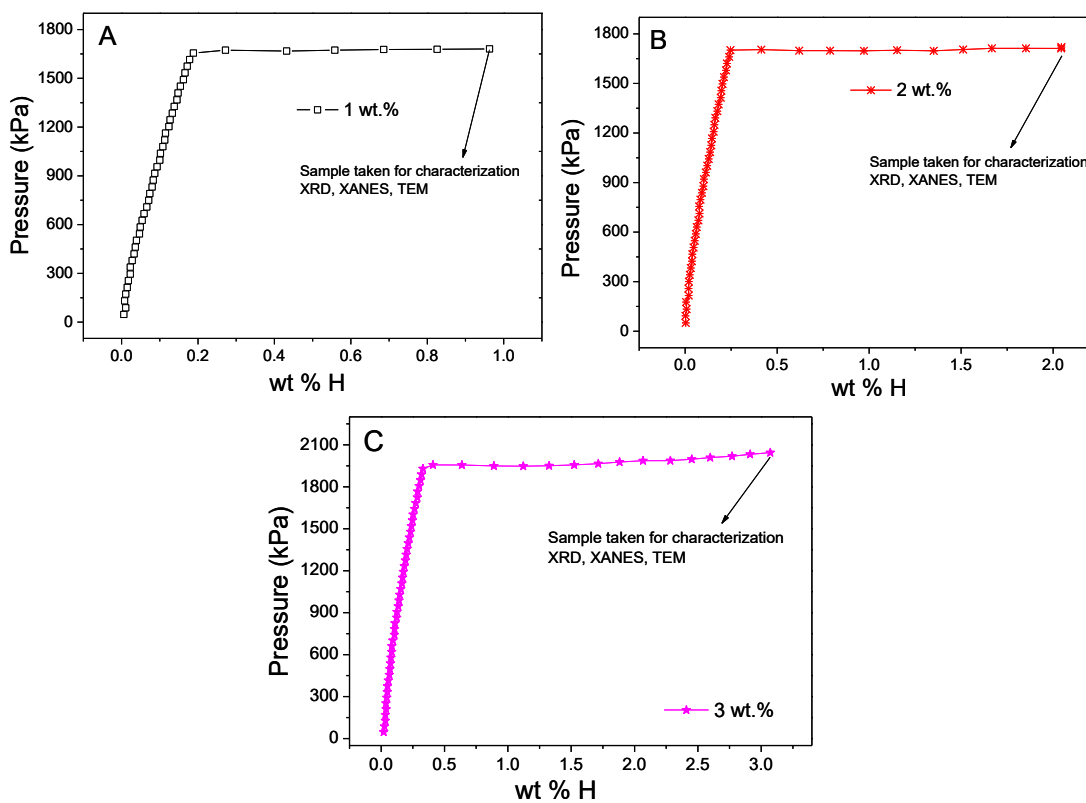 A
1800
1500
1200
900
600
300
0
Pressure (kPa)
1 wt.%
Sample taken for characterization
XRD, XANES, TEM
0.0 0.2 0.4 0.6 0.8 1.0
wt % H
B
1800
1500
1200
900
600
300
0
Pressure (kPa)
2 wt.%
Sample taken for characterization
XRD, XANES, TEM
0.0 0.5 1.0 1.5 2.0
wt % H
C
2100
1800
1500
1200
900
600
300
0
Pressure (kPa)
Sample taken for characterization
XRD, XANES, TEM
3 wt.%
0.0 0.5 1.0 1.5 2.0 2.5 3.0
wt % H